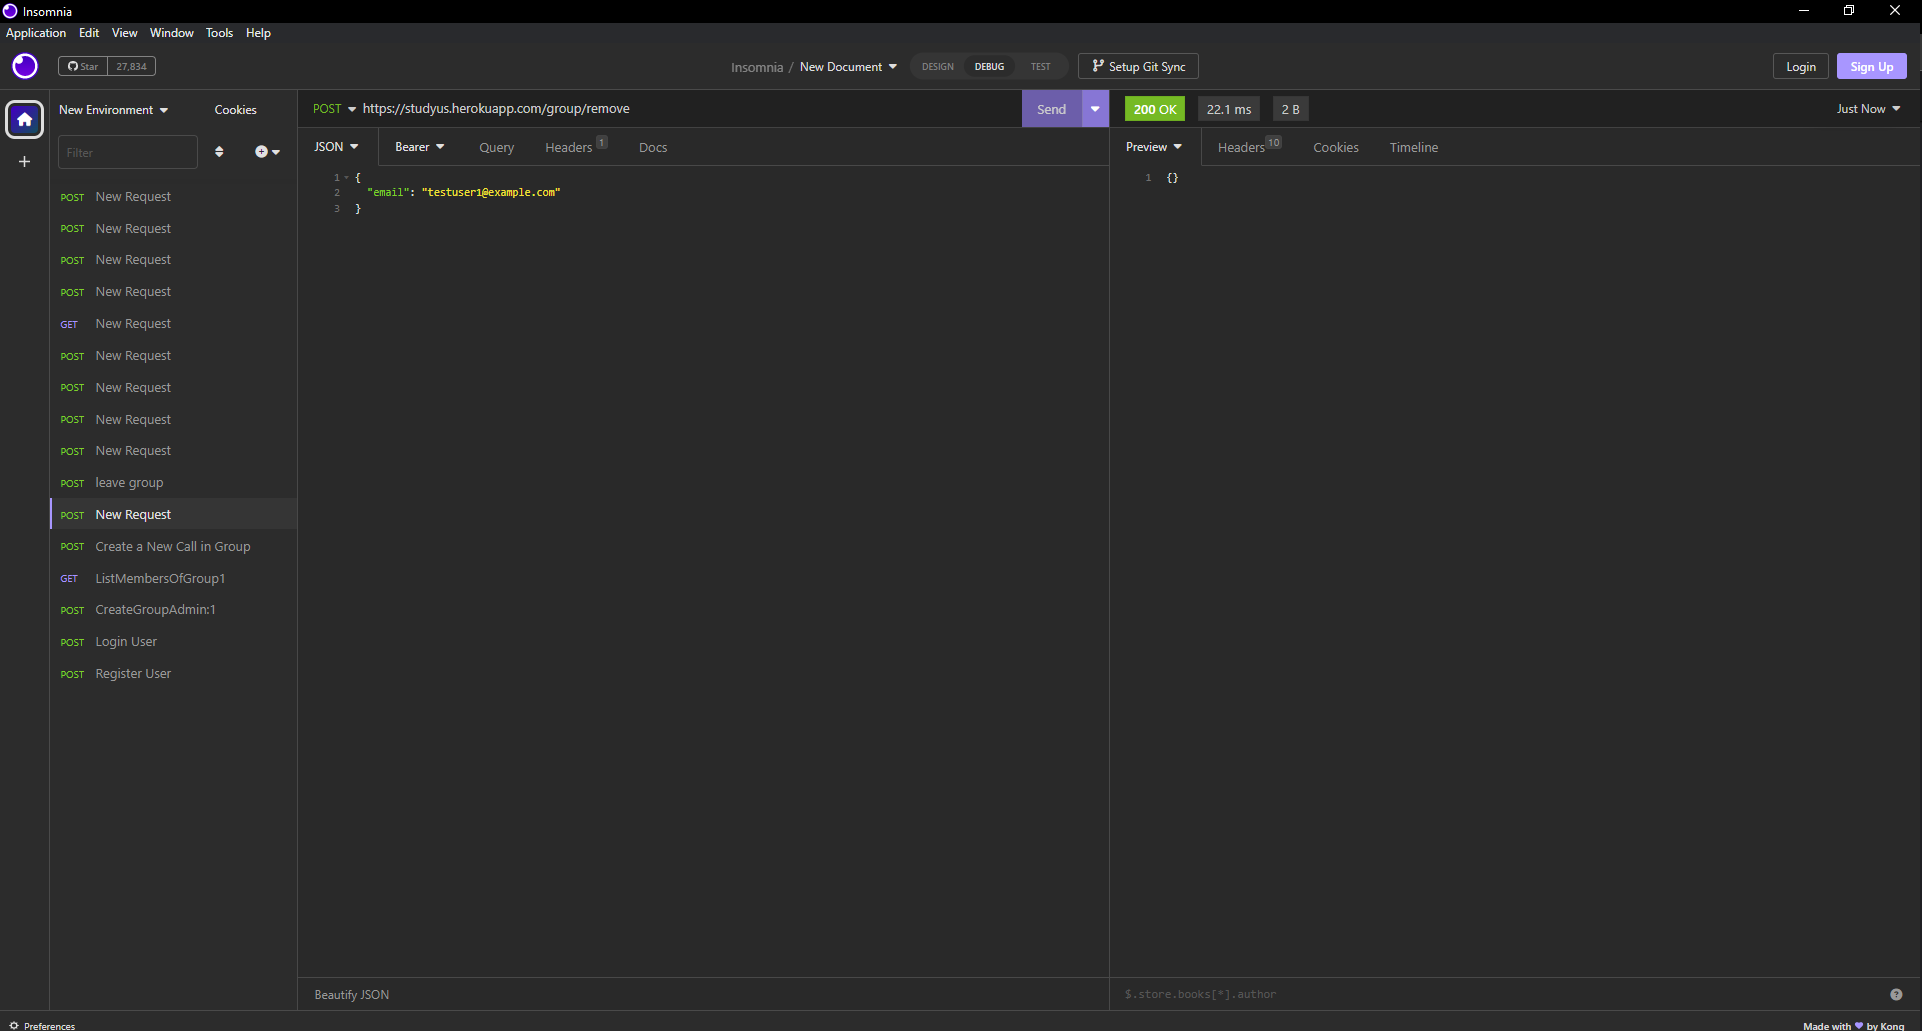 Insomnia
Application Edit View Window Tools Help
Star 27,834
Insomnia / New Document
DESIGN DEBUG TEST
Setup Git Sync
Login Sign Up
New Environment Cookies
POST https://studyus.herokuapp.com/group/remove
Send
200 OK 22.1 ms 2 B
Just Now
Filter
JSON Bearer Query Headers 1 Docs
Preview Headers 10 Cookies Timeline
1 {
2 "email": "testuser1@example.com"
3 }
1 {}
POST New Request
POST New Request
POST New Request
POST New Request
GET New Request
POST New Request
POST New Request
POST New Request
POST New Request
POST leave group
POST New Request
POST Create a New Call in Group
GET ListMembersOfGroup1
POST CreateGroupAdmin:1
POST Login User
POST Register User
Beautify JSON
$.store.books[*].author
Preferences
Made with 💜 by Kong